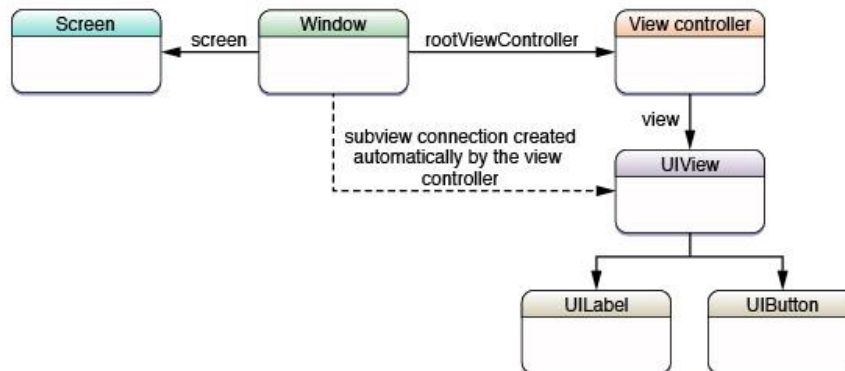 Screen
Window
View controller
screen
rootViewController
view
subview connection created
automatically by the view
controller
UIView
UILabel
UIButton